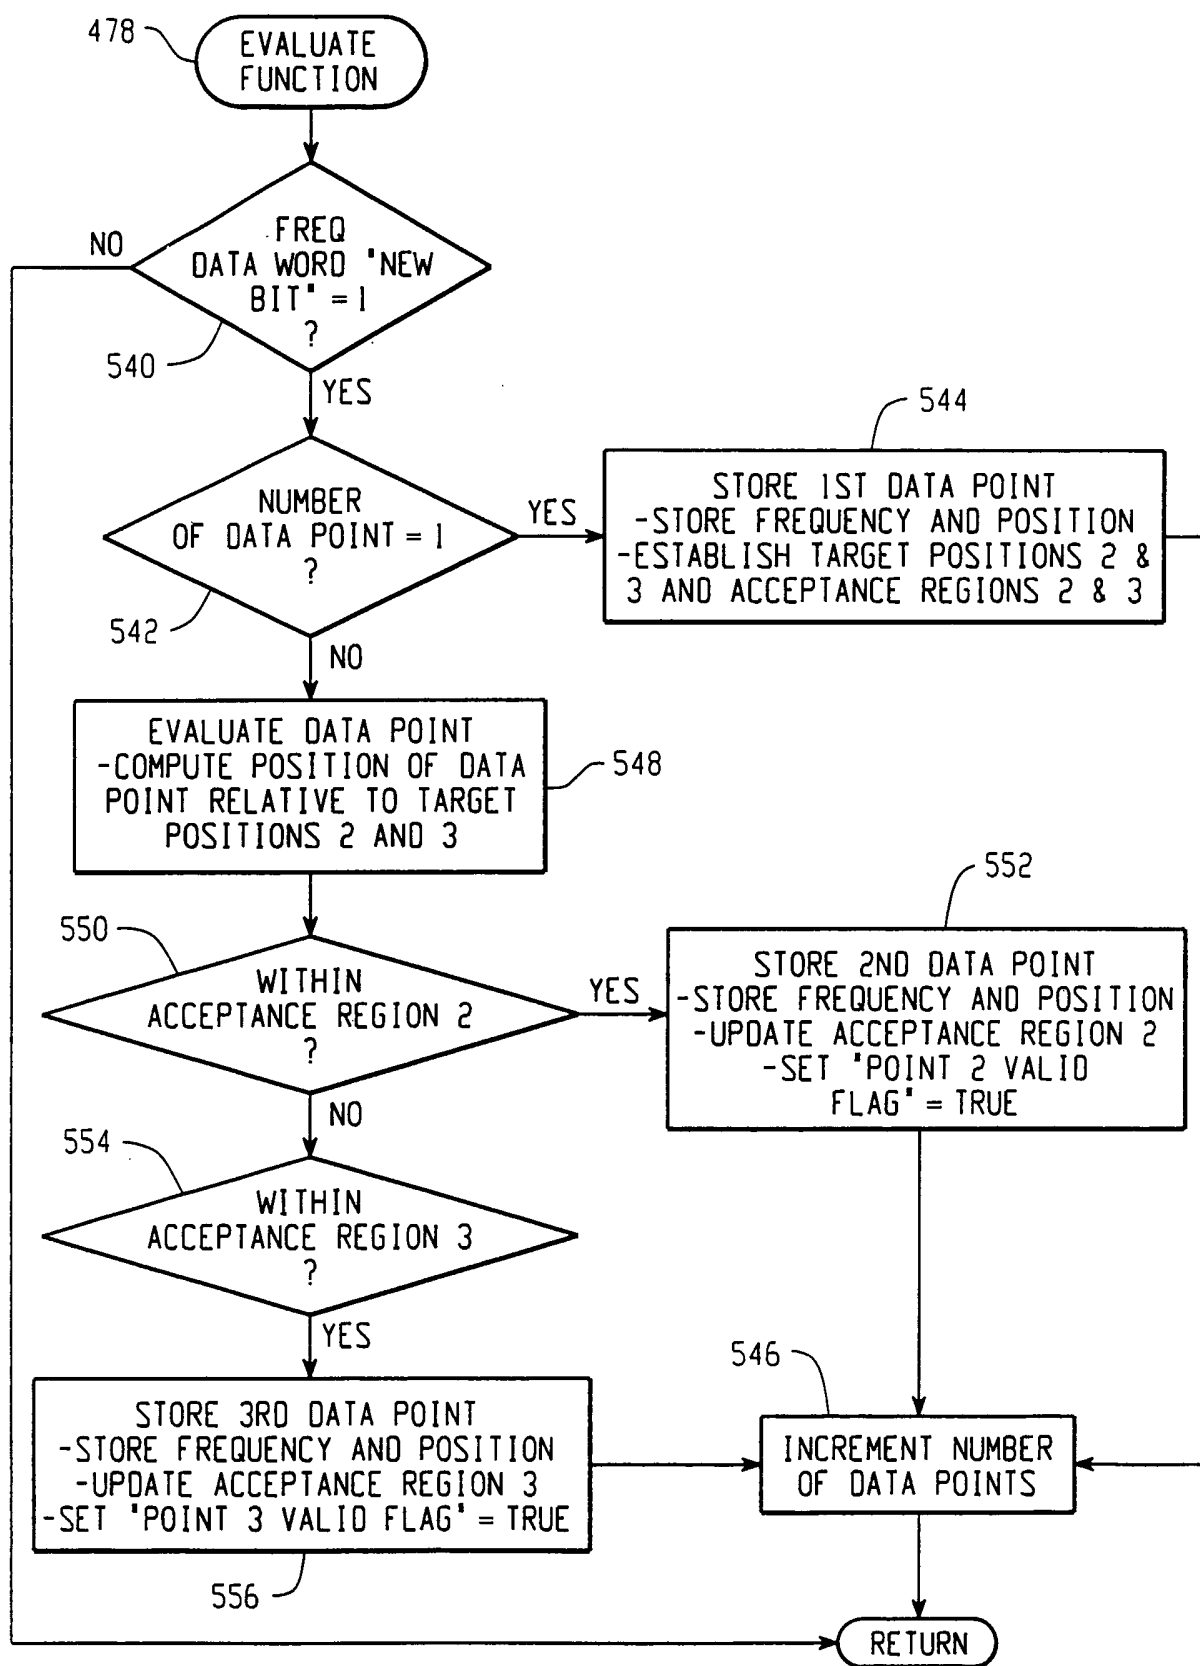 478
EVALUATE
FUNCTION
NO
FREQ
DATA WORD "NEW
BIT" = 1
?
540
YES
544
NUMBER
OF DATA POINT = 1
?
YES
STORE 1ST DATA POINT
-STORE FREQUENCY AND POSITION
-ESTABLISH TARGET POSITIONS 2 &
3 AND ACCEPTANCE REGIONS 2 & 3
542
NO
EVALUATE DATA POINT
-COMPUTE POSITION OF DATA
POINT RELATIVE TO TARGET
POSITIONS 2 AND 3
548
552
550
WITHIN
ACCEPTANCE REGION 2
?
YES
STORE 2ND DATA POINT
-STORE FREQUENCY AND POSITION
-UPDATE ACCEPTANCE REGION 2
-SET "POINT 2 VALID
FLAG" = TRUE
NO
554
WITHIN
ACCEPTANCE REGION 3
?
YES
546
STORE 3RD DATA POINT
-STORE FREQUENCY AND POSITION
-UPDATE ACCEPTANCE REGION 3
-SET "POINT 3 VALID FLAG" = TRUE
INCREMENT NUMBER
OF DATA POINTS
556
RETURN